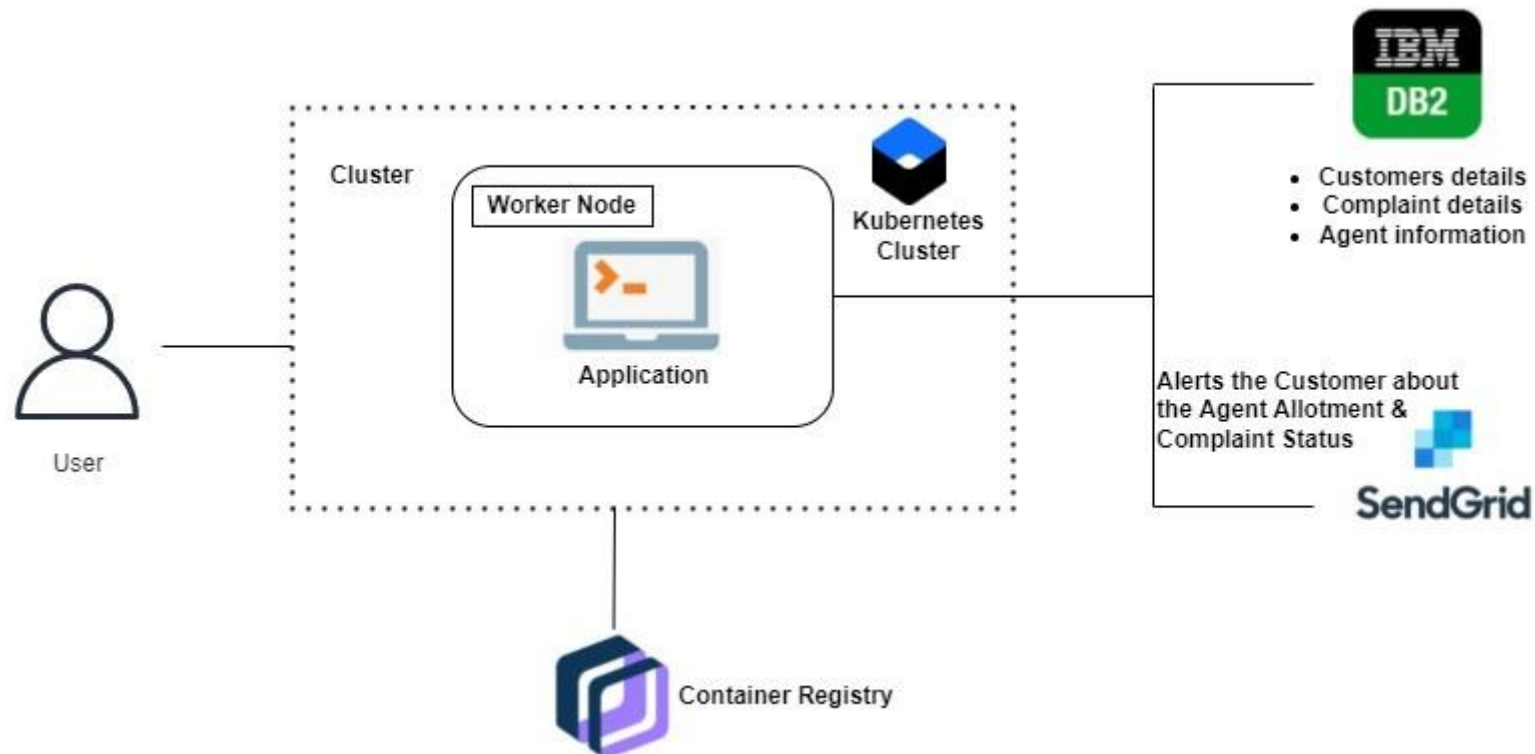 IBM
DB2
• Customers details
• Complaint details
• Agent information
Cluster
Worker Node
Application
Kubernetes
Cluster
User
Alerts the Customer about
the Agent Allotment &
Complaint Status
SendGrid
Container Registry